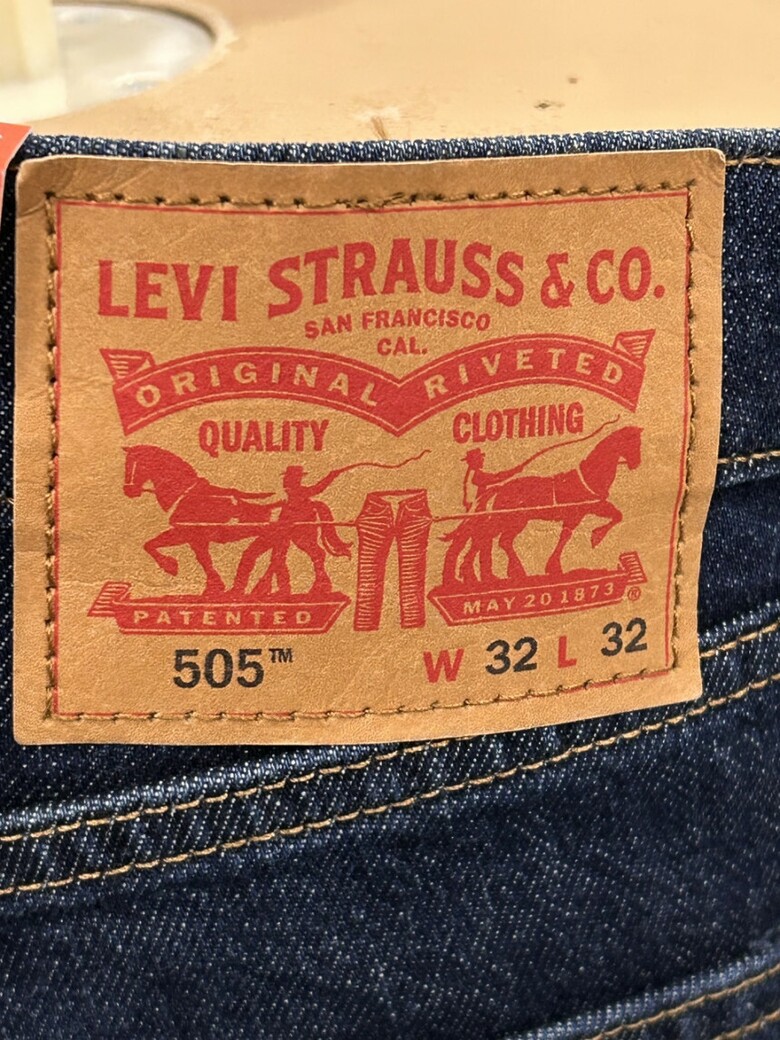 LEVI STRAUSS & CO.
SAN FRANCISCO
CAL.
ORIGINAL RIVETED
QUALITY CLOTHING
PATENTED MAY 20 1873 ®
505™ W 32 L 32